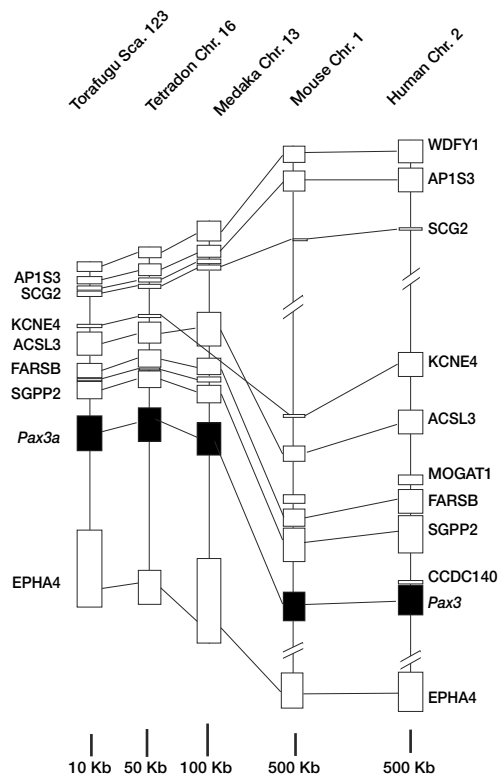 Torafugu Sca. 123
Tetradon Chr. 16
Medaka Chr. 13
Mouse Chr. 1
Human Chr. 2
AP1S3
SCG2
KCNE4
ACSL3
FARSB
SGPP2
Pax3a
EPHA4
WDFY1
AP1S3
SCG2
KCNE4
ACSL3
MOGAT1
FARSB
SGPP2
CCDC140
Pax3
EPHA4
10 Kb
50 Kb
100 Kb
500 Kb
500 Kb